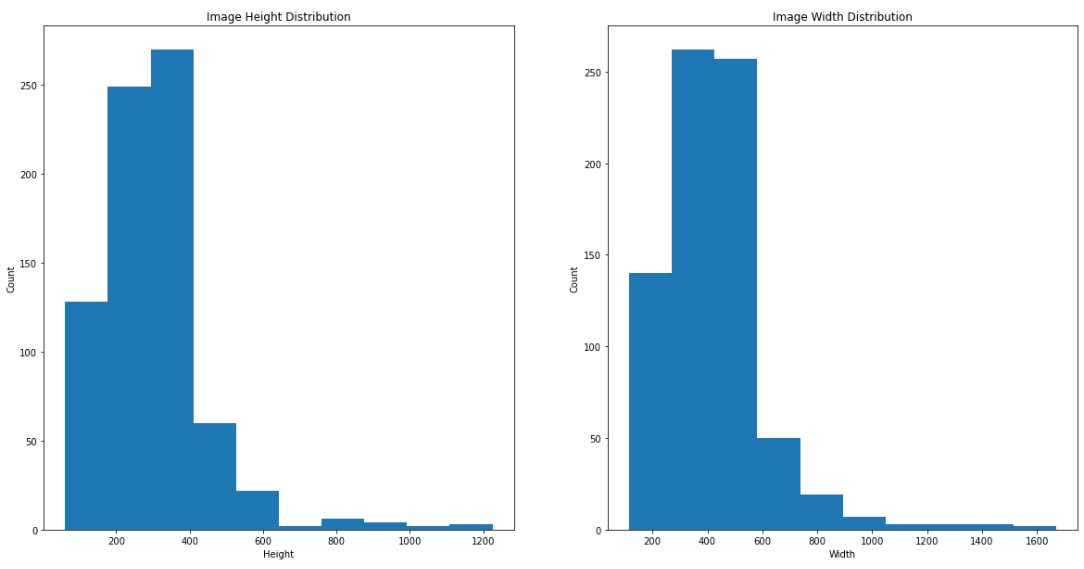 Image Height Distribution
250
200
150
100
50
0
Count
200 400 600 800 1000 1200
Height
Image Width Distribution
250
200
150
100
50
0
Count
200 400 600 800 1000 1200 1400 1600
Width